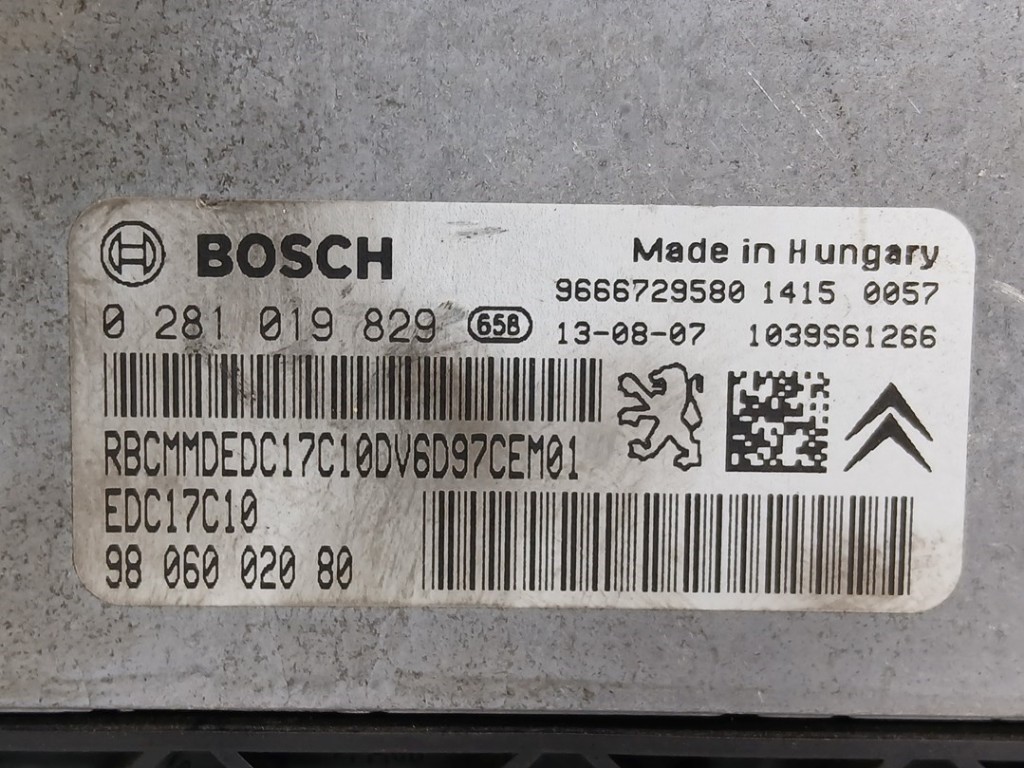 BOSCH
Made in Hungary
9666729580 1415 0057
0 281 019 829 658
13-08-07 1039S61266
RBCMMDEDC17C10DV6D97CEM01
EDC17C10
98 060 020 80